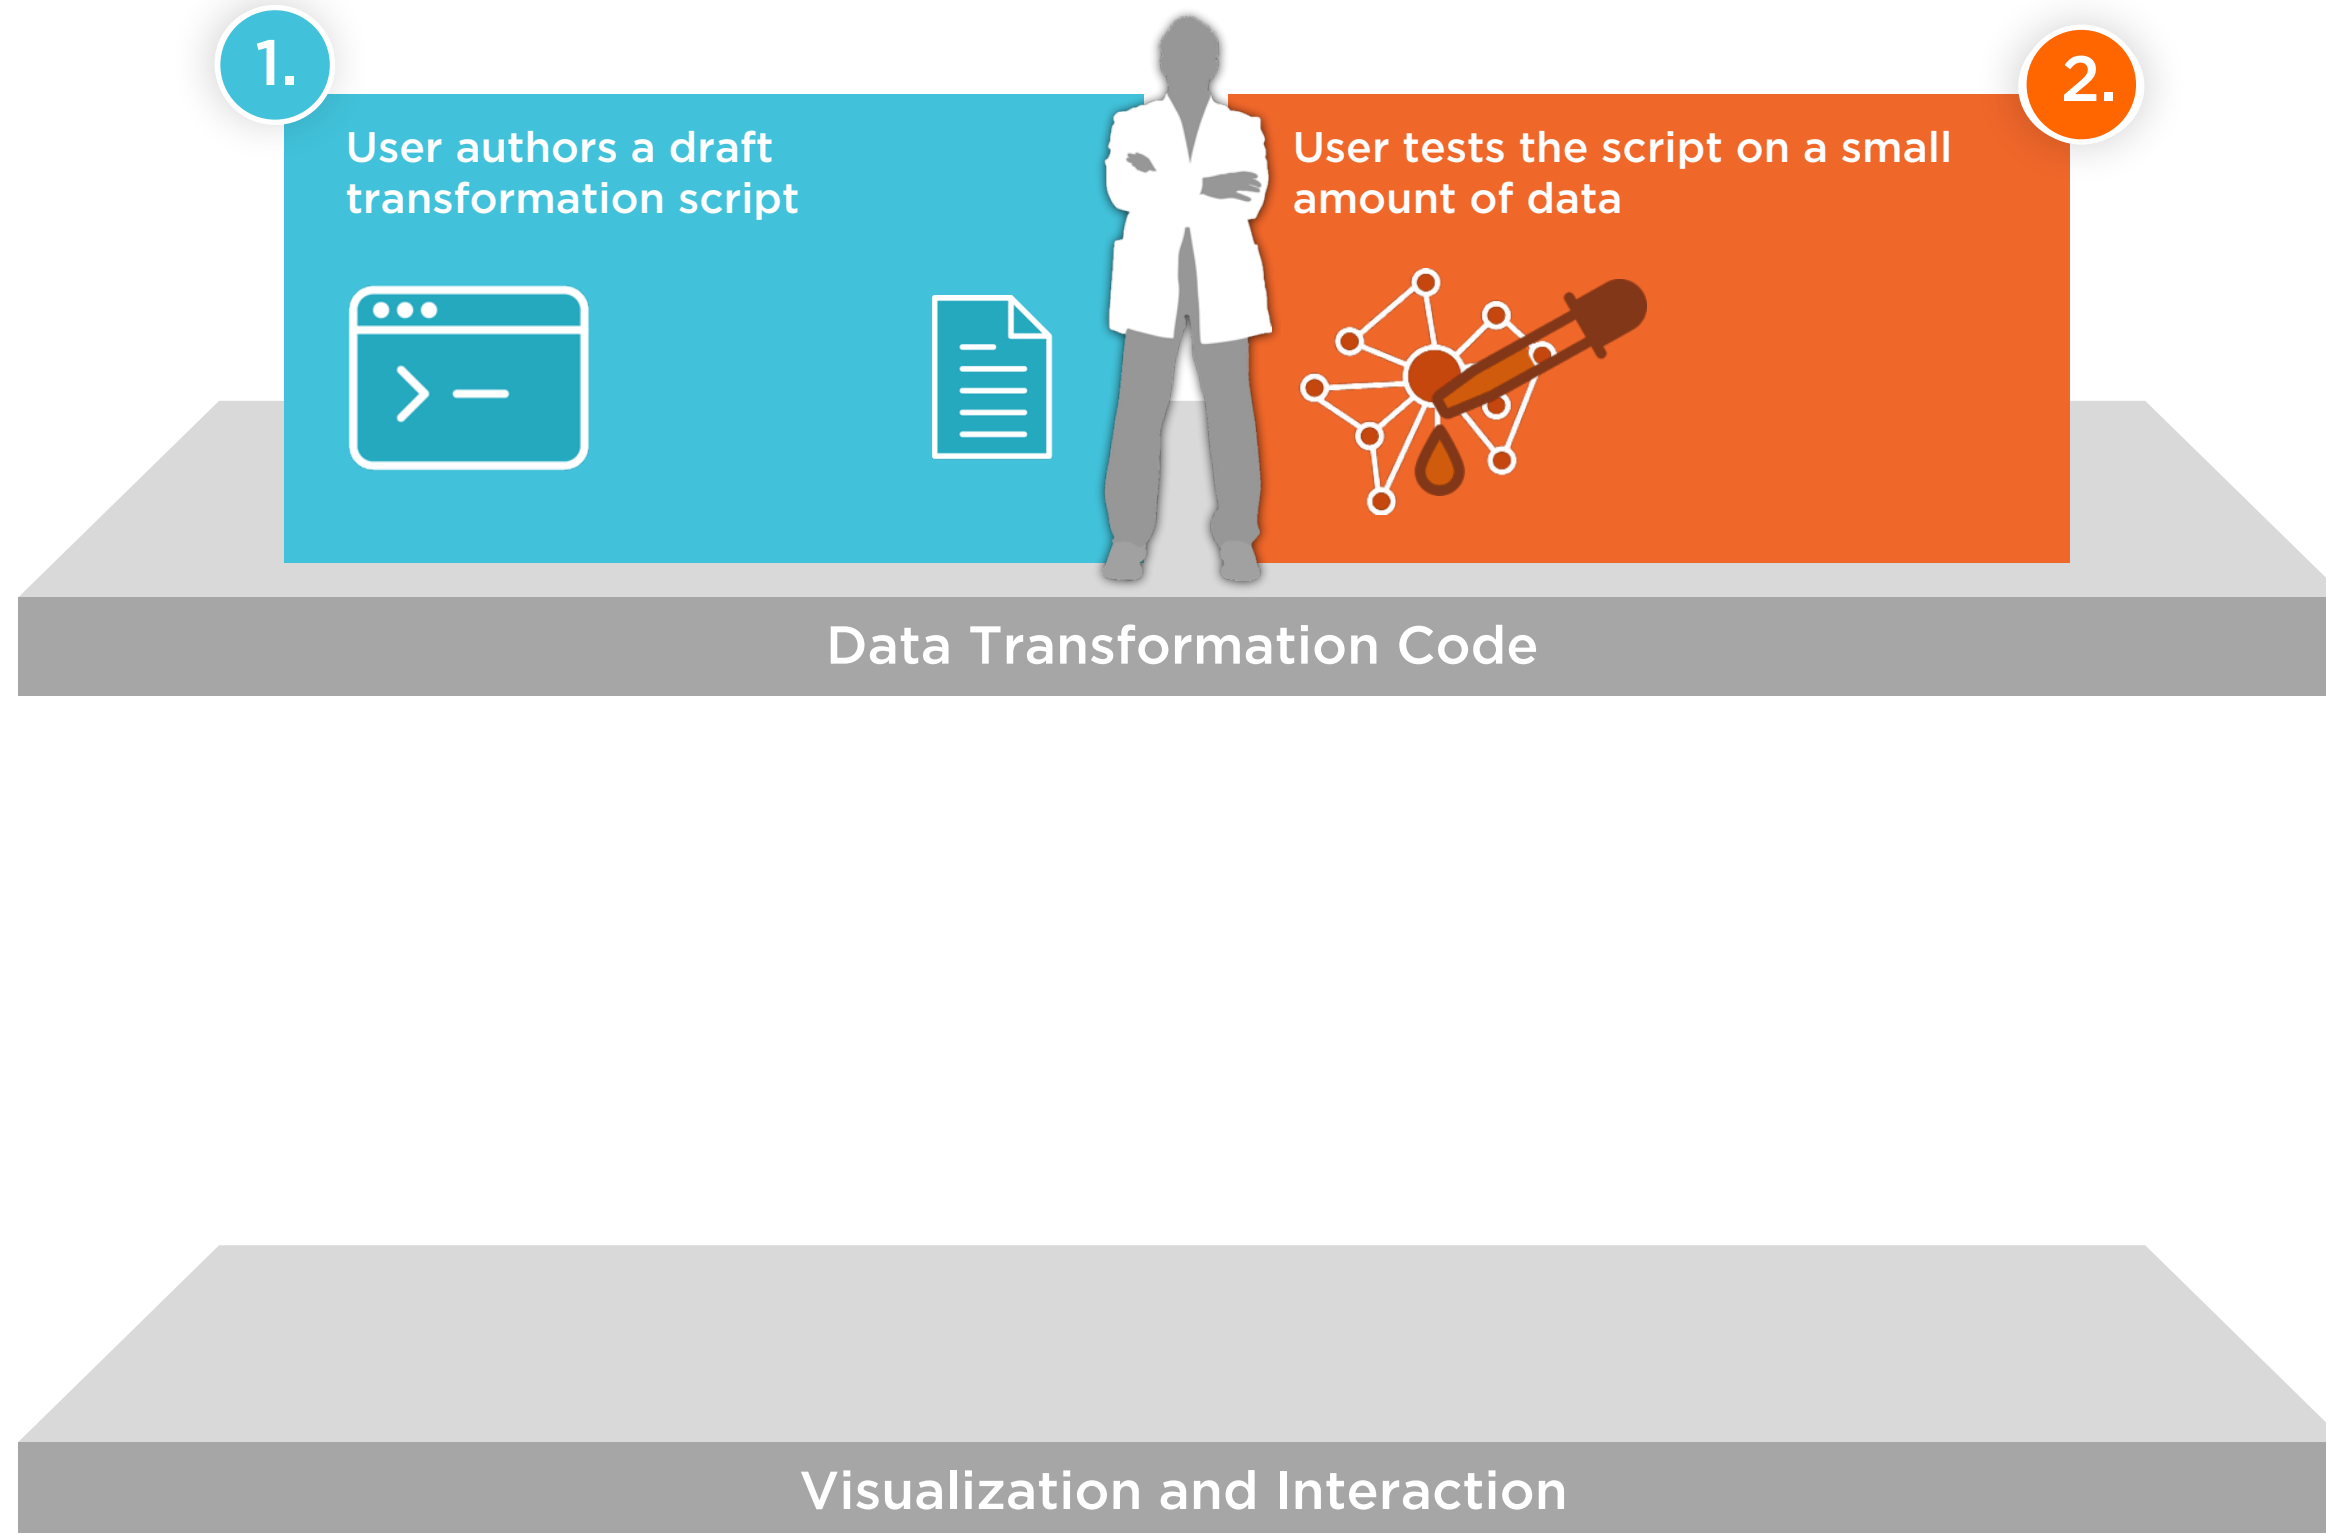 1.
User authors a draft
transformation script
2.
User tests the script on a small
amount of data
Data Transformation Code
Visualization and Interaction